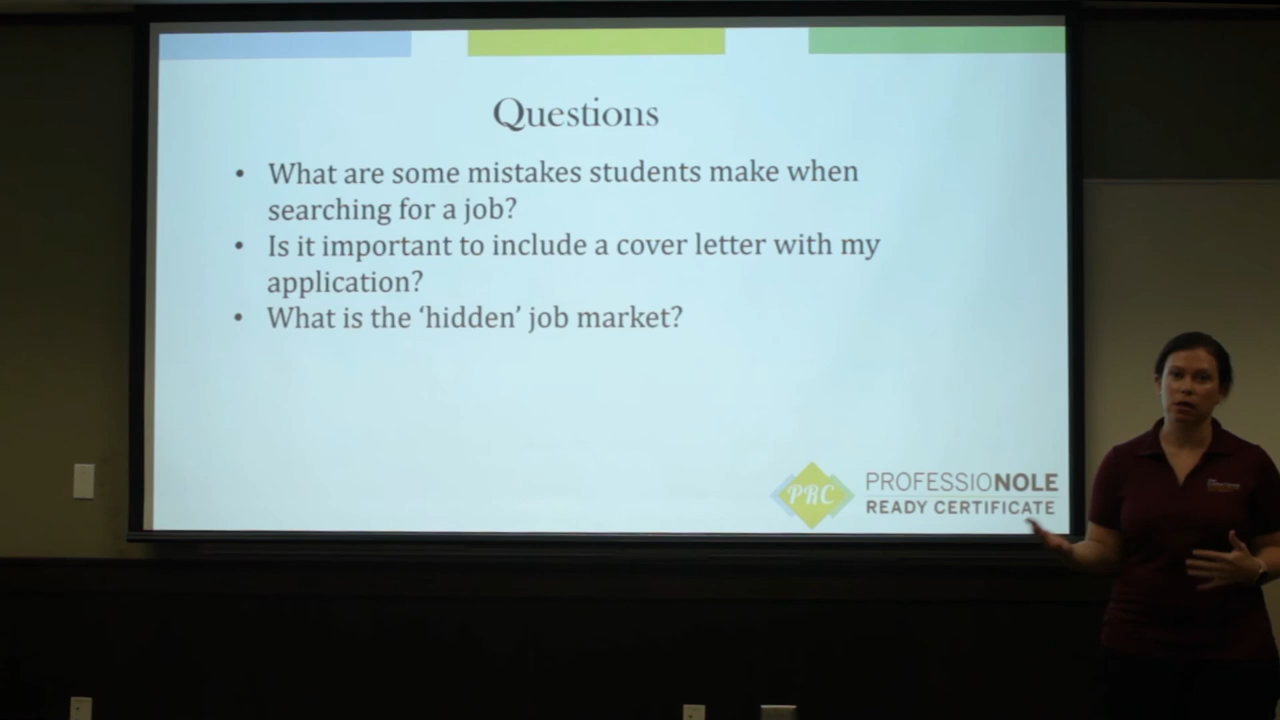 Questions
• What are some mistakes students make when
searching for a job?
• Is it important to include a cover letter with my
application?
• What is the ‘hidden’ job market?
PRC
PROFESSIONOLE
READY CERTIFICATE